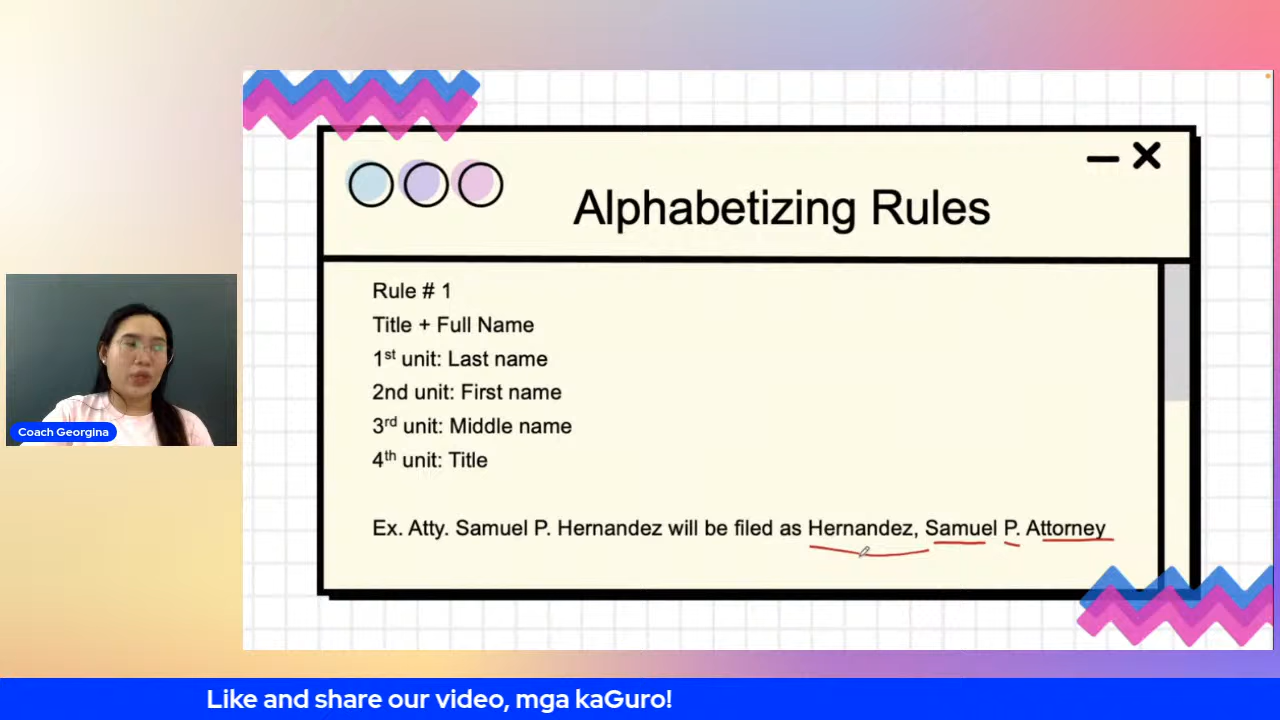 Alphabetizing Rules
Rule # 1
Title + Full Name
1st unit: Last name
2nd unit: First name
3rd unit: Middle name
4th unit: Title
Ex. Atty. Samuel P. Hernandez will be filed as Hernandez, Samuel P. Attorney
Coach Georgina
Like and share our video, mga kaGuro!